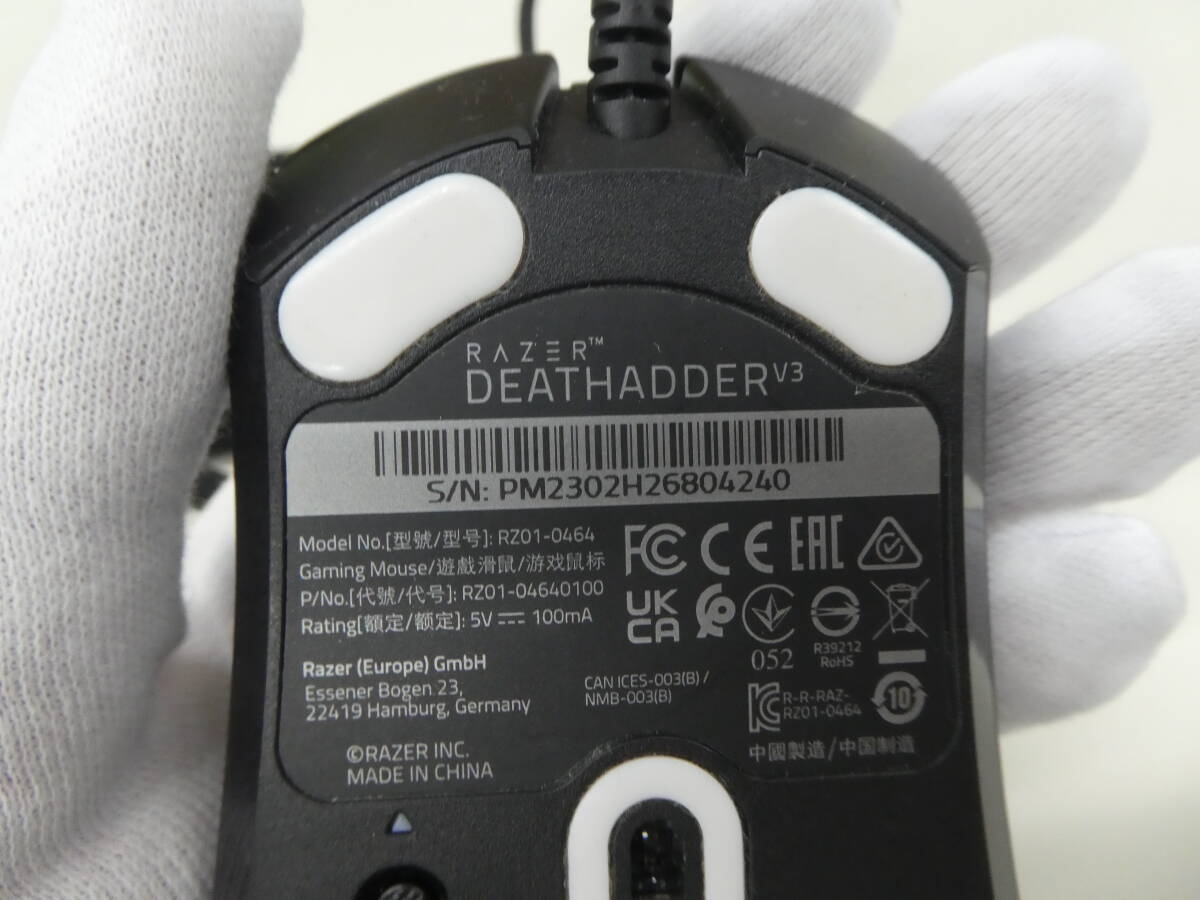 RAZER™
DEATHADDER V3
S/N: PM2302H26804240
Model No.[型號/型号]: RZ01-0464
Gaming Mouse/遊戲滑鼠/游戏鼠标
P/No.[代號/代号]: RZ01-04640100
Rating[額定/额定]: 5V ⎓ 100mA
Razer (Europe) GmbH
Essener Bogen 23,
22419 Hamburg, Germany
©RAZER INC.
MADE IN CHINA
FC CE EAC
UK
CA
052
R39212
RoHS
CAN ICES-003(B) /
NMB-003(B)
R-R-RAZ-
RZ01-0464
10
中國製造/中国制造